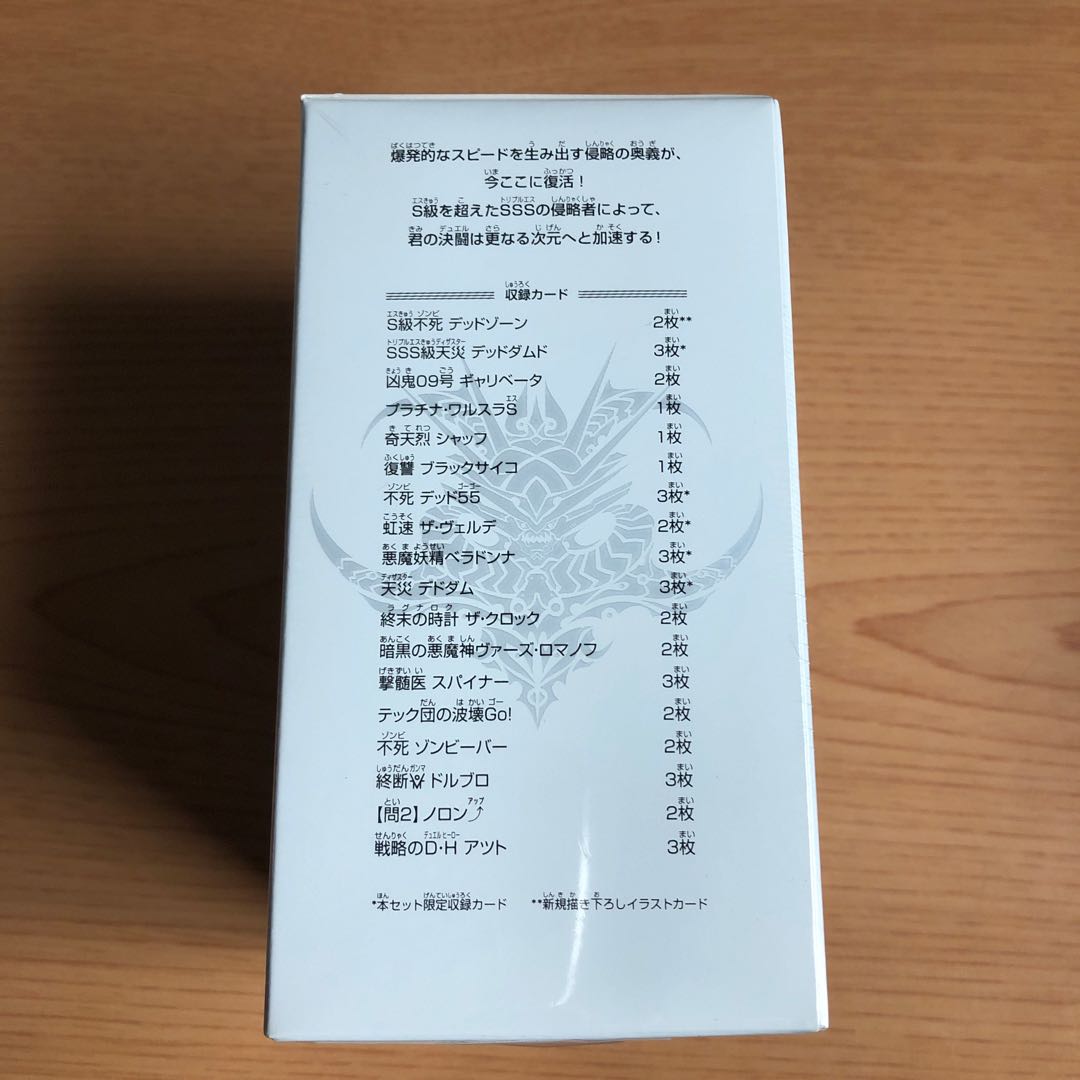 爆発的なスピードを生み出す侵略の奥義が、
今ここに復活！
S級を超えたSSSの侵略者によって、
君の決闘は更なる次元へと加速する！
収録カード
S級不死 デッドゾーン 2枚**
SSS級天災 デッドダムド 3枚*
凶鬼09号 ギャリベータ 2枚
プラチナ・ワルスラS 1枚
奇天烈 シャッフ 1枚
復讐 ブラックサイコ 1枚
不死 デッド55 3枚*
虹速 ザ・ヴェルデ 2枚*
悪魔妖精ベラドンナ 3枚*
天災 デドダム 3枚*
終末の時計 ザ・クロック 2枚
暗黒の悪魔神ヴァーズ・ロマノフ 2枚
撃髄医 スパイナー 3枚
テック団の波壊Go! 2枚
不死 ゾンビーバー 2枚
終断 ドルブロ 3枚
【問2】ノロン⤴ 2枚
戦略のD・H アツト 3枚
*本セット限定収録カード **新規描き下ろしイラストカード